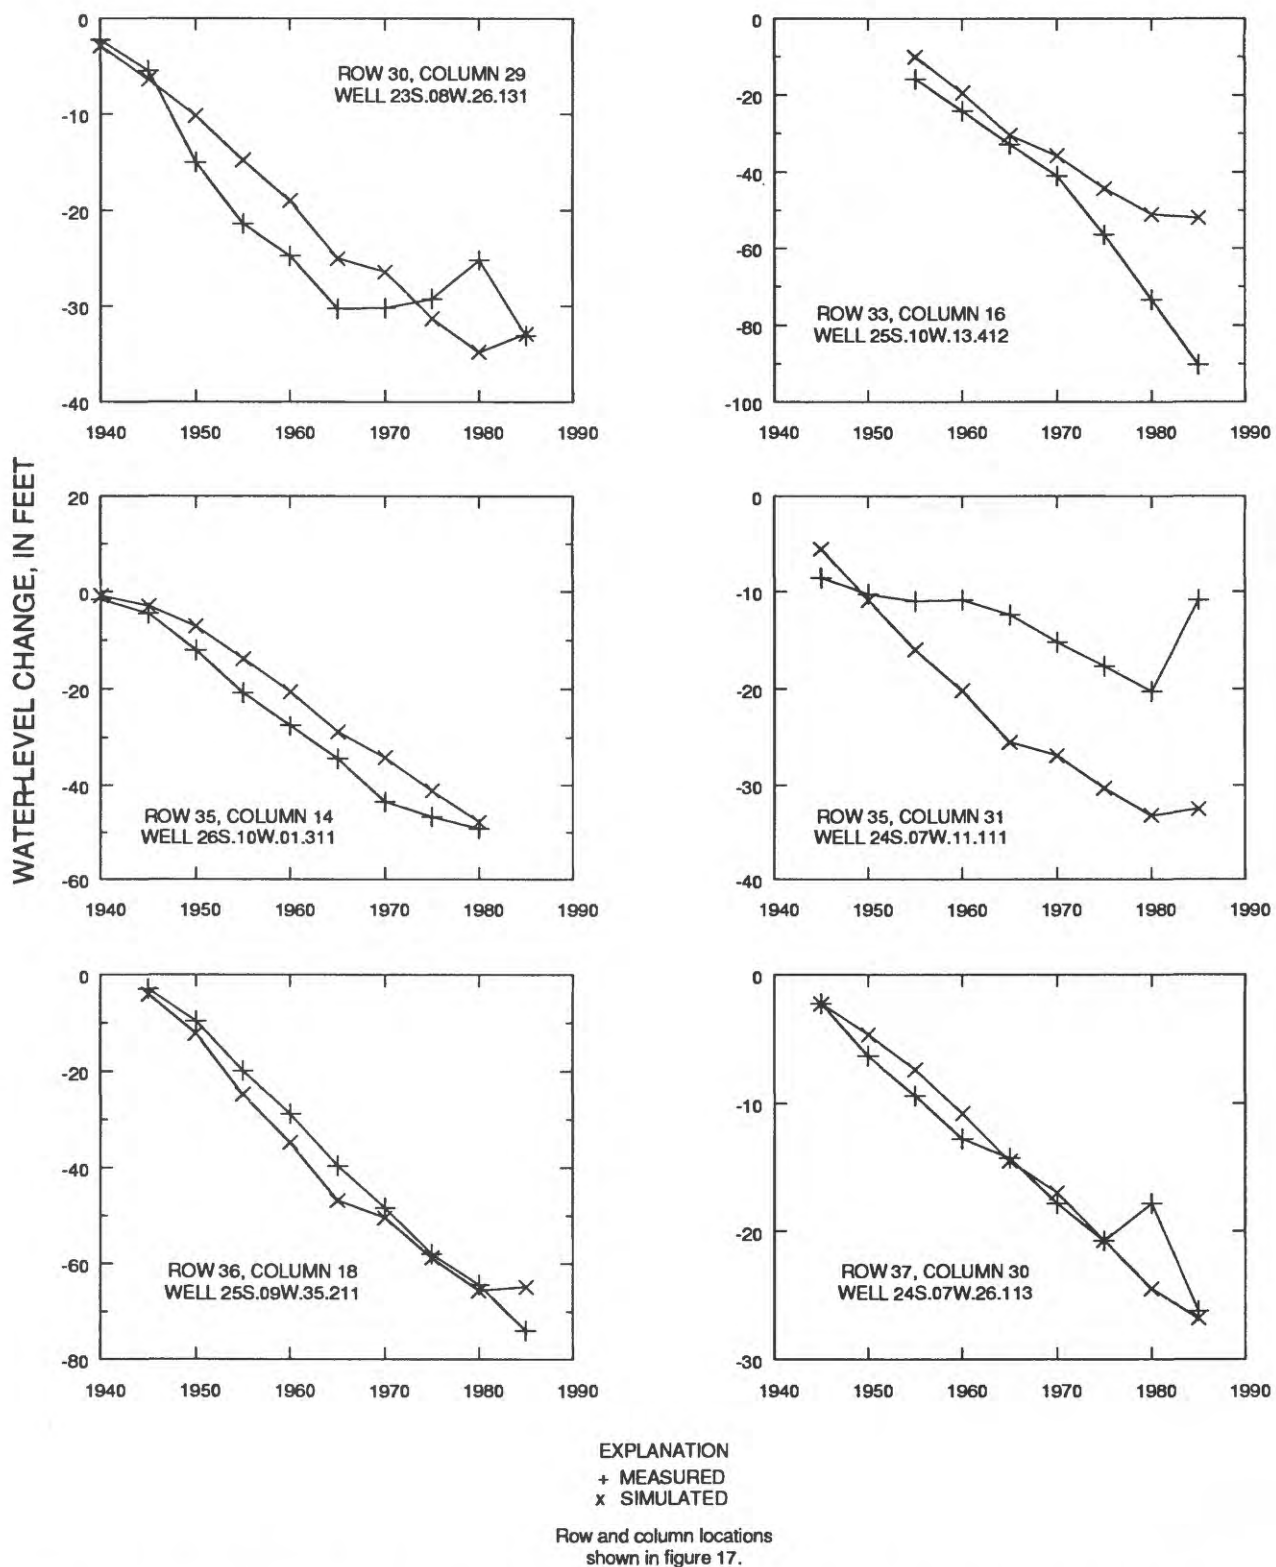 WATER-LEVEL CHANGE, IN FEET
0
-10
-20
-30
-40
1940 1950 1960 1970 1980 1990
ROW 30, COLUMN 29
WELL 23S.08W.26.131
0
-20
-40
-60
-80
-100
1940 1950 1960 1970 1980 1990
ROW 33, COLUMN 16
WELL 25S.10W.13.412
20
0
-20
-40
-60
1940 1950 1960 1970 1980 1990
ROW 35, COLUMN 14
WELL 26S.10W.01.311
0
-10
-20
-30
-40
1940 1950 1960 1970 1980 1990
ROW 35, COLUMN 31
WELL 24S.07W.11.111
0
-20
-40
-60
-80
1940 1950 1960 1970 1980 1990
ROW 36, COLUMN 18
WELL 25S.09W.35.211
0
-10
-20
-30
1940 1950 1960 1970 1980 1990
ROW 37, COLUMN 30
WELL 24S.07W.26.113
EXPLANATION
+ MEASURED
x SIMULATED
Row and column locations
shown in figure 17.